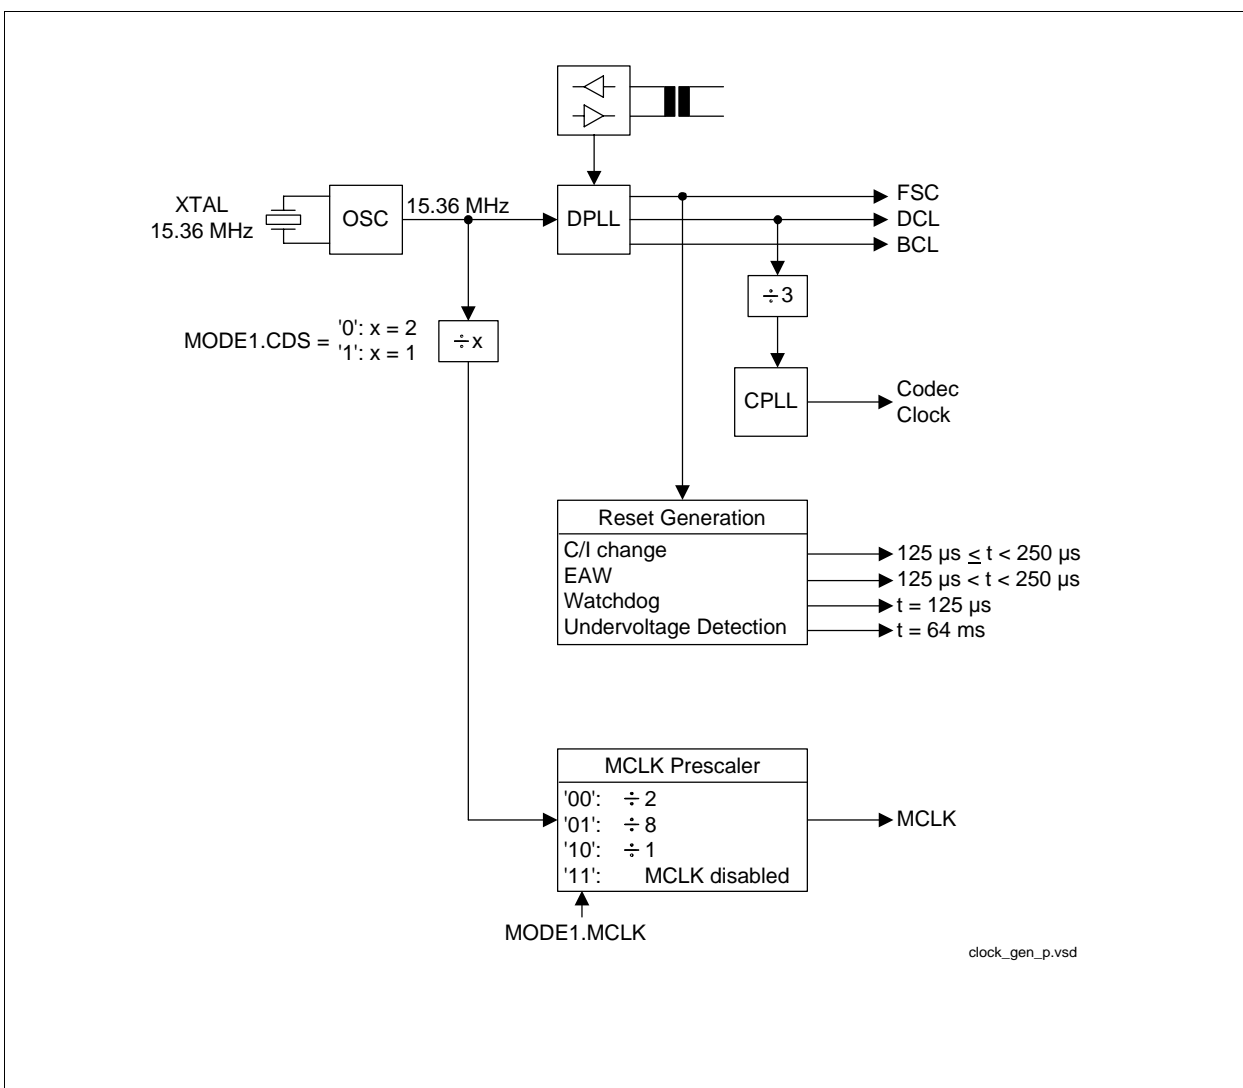 FSC
XTAL
15.36 MHz
OSC
15.36 MHz
DPLL
DCL
BCL
÷3
MODE1.CDS =
'0': x = 2
'1': x = 1
÷x
CPLL
Codec
Clock
Reset Generation
C/I change
125 µs ≤ t < 250 µs
EAW
125 µs < t < 250 µs
Watchdog
t = 125 µs
Undervoltage Detection
t = 64 ms
MCLK Prescaler
'00': ÷2
'01': ÷8
MCLK
'10': ÷1
'11': MCLK disabled
MODE1.MCLK
clock_gen_p.vsd